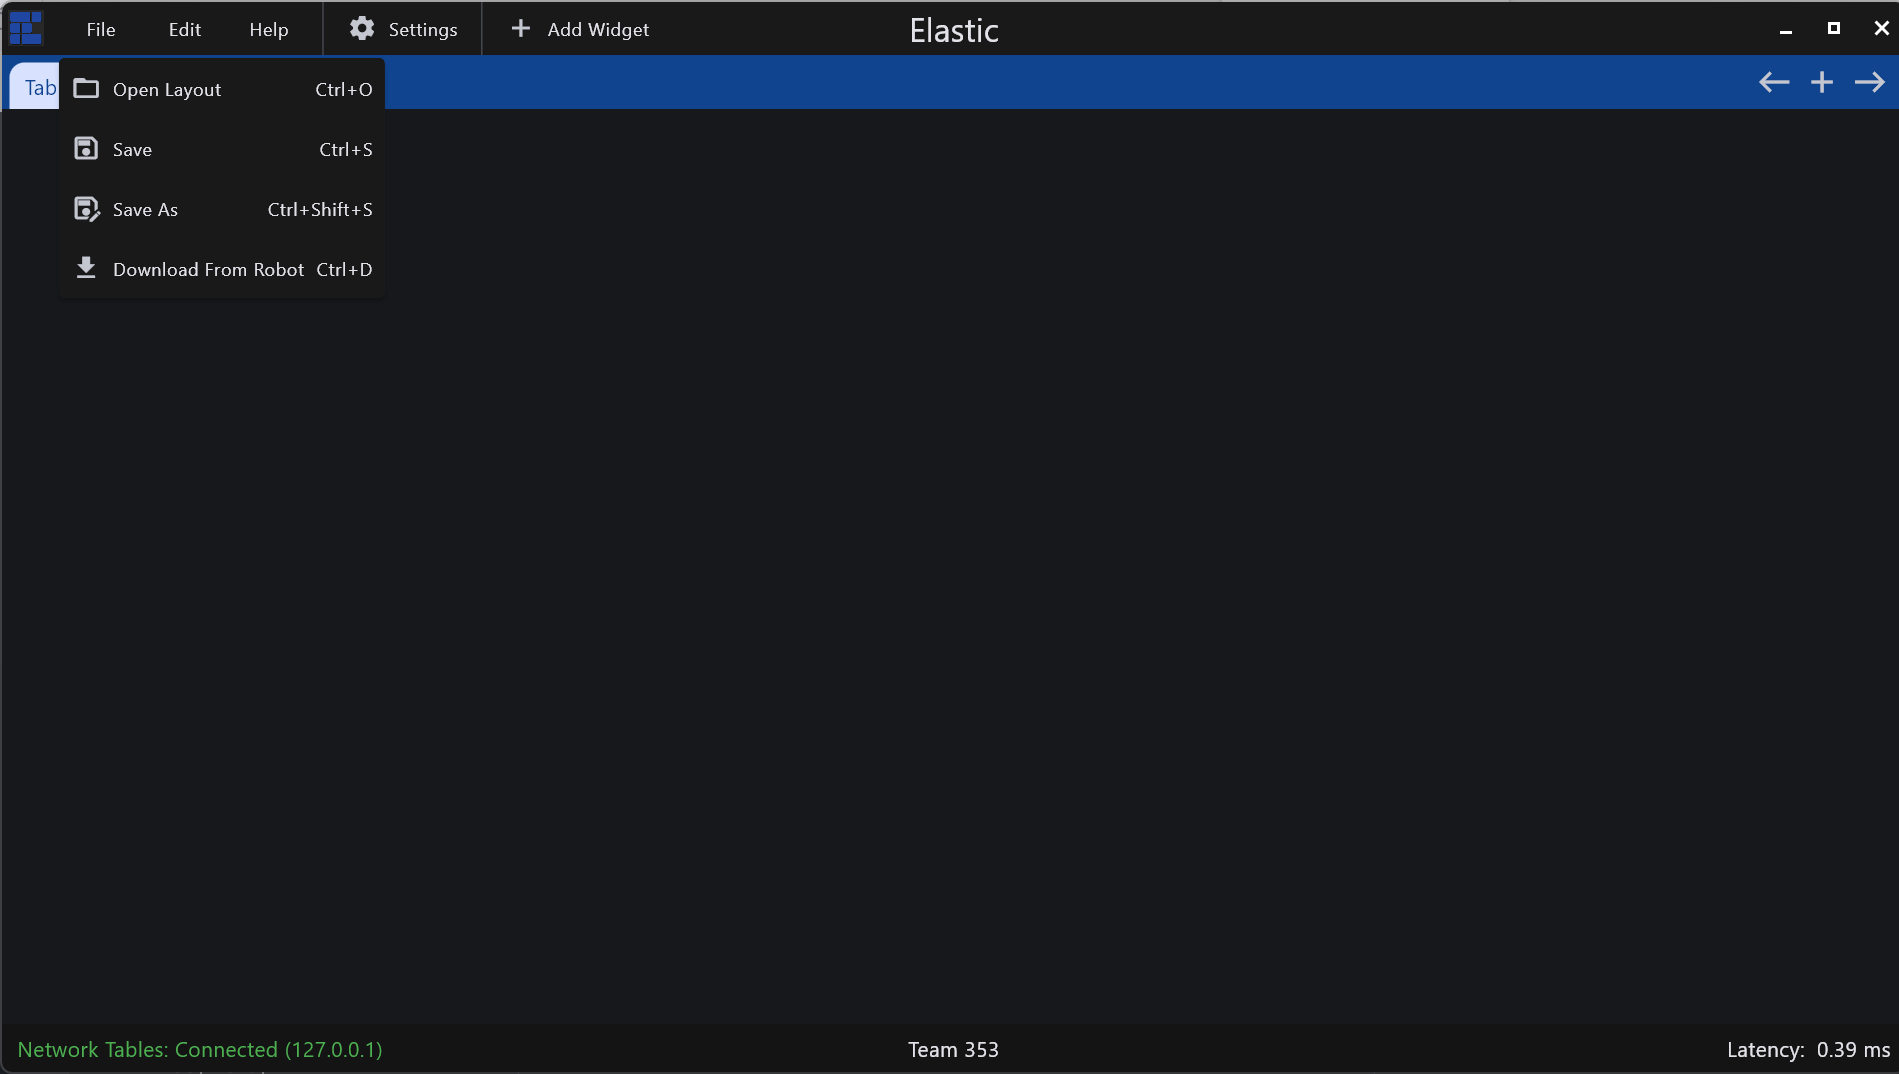 File Edit Help Settings Add Widget Elastic
Tab
Open Layout Ctrl+O
Save Ctrl+S
Save As Ctrl+Shift+S
Download From Robot Ctrl+D
Network Tables: Connected (127.0.0.1) Team 353 Latency: 0.39 ms